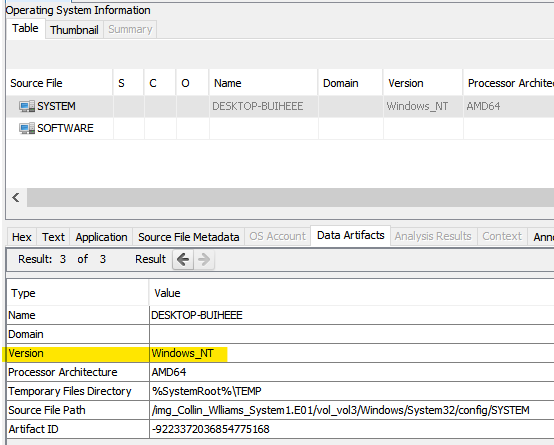 Operating System Information
Table Thumbnail Summary
Source File S C O Name Domain Version Processor Archite
SYSTEM DESKTOP-BUIHEEE Windows_NT AMD64
SOFTWARE
Hex Text Application Source File Metadata OS Account Data Artifacts Analysis Results Context Anno
Result: 3 of 3 Result
Type Value
Name DESKTOP-BUIHEEE
Domain
Version Windows_NT
Processor Architecture AMD64
Temporary Files Directory %SystemRoot%\TEMP
Source File Path /img_Collin_Wlliams_System1.E01/vol_vol3/Windows/System32/config/SYSTEM
Artifact ID -9223372036854775168